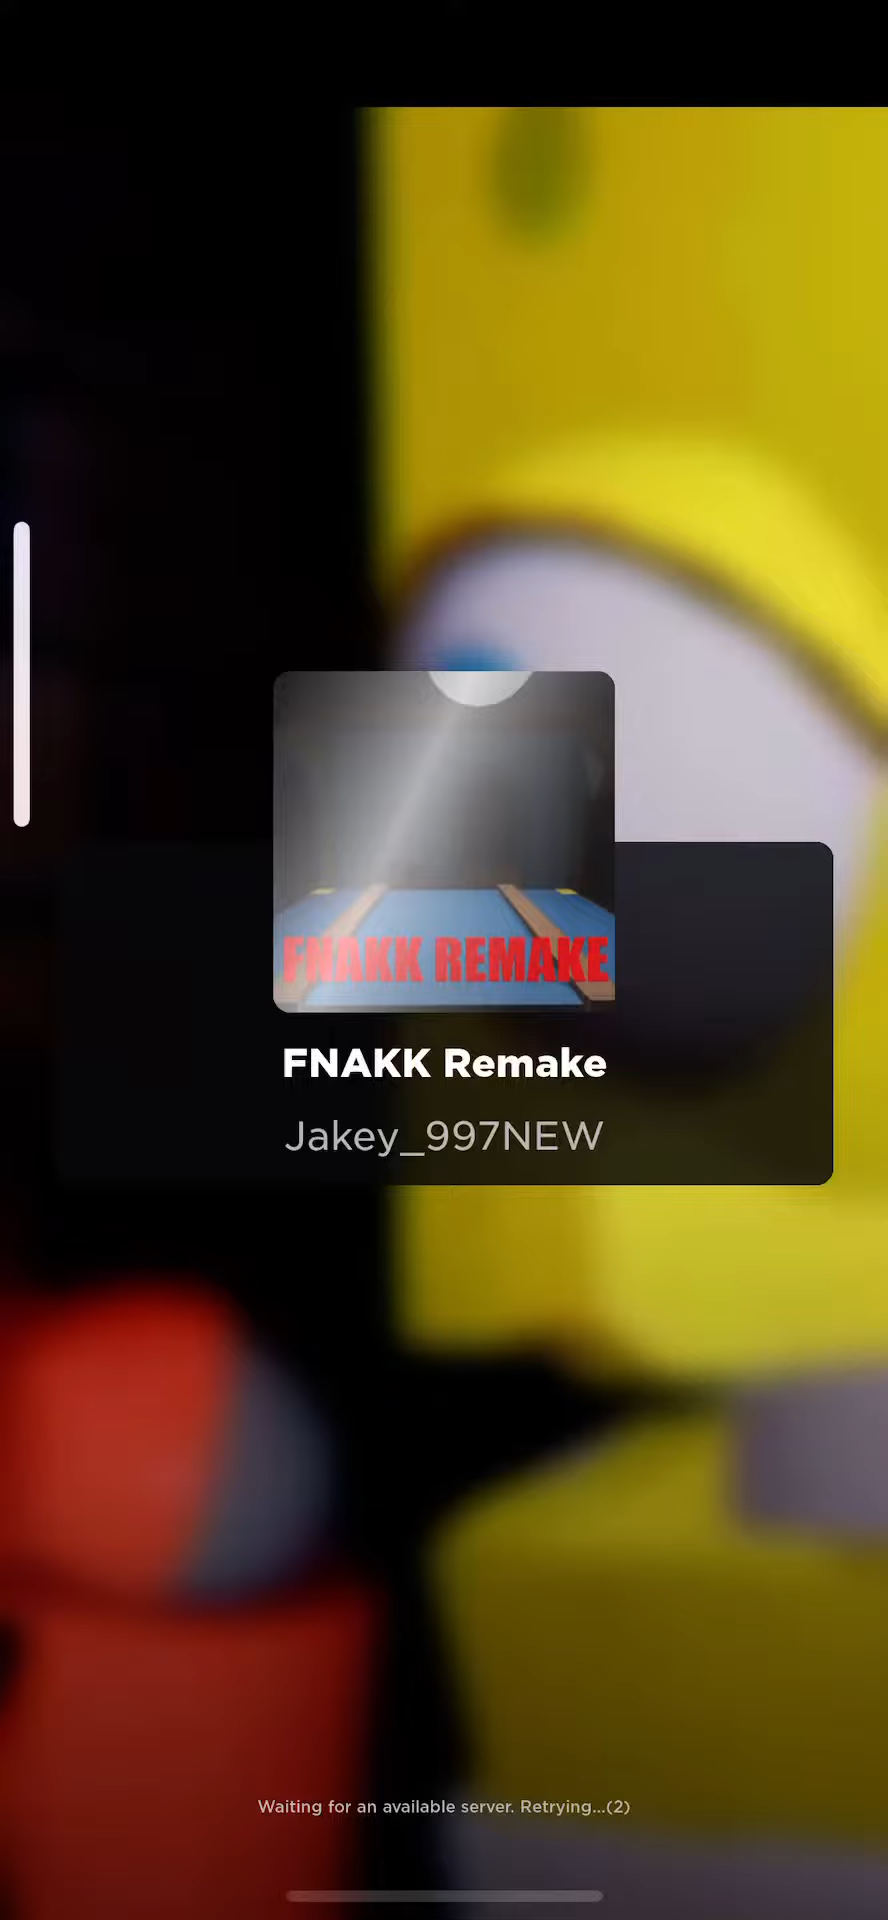 FNAKK REMAKE
FNAKK Remake
Jakey_997NEW
Waiting for an available server. Retrying...(2)